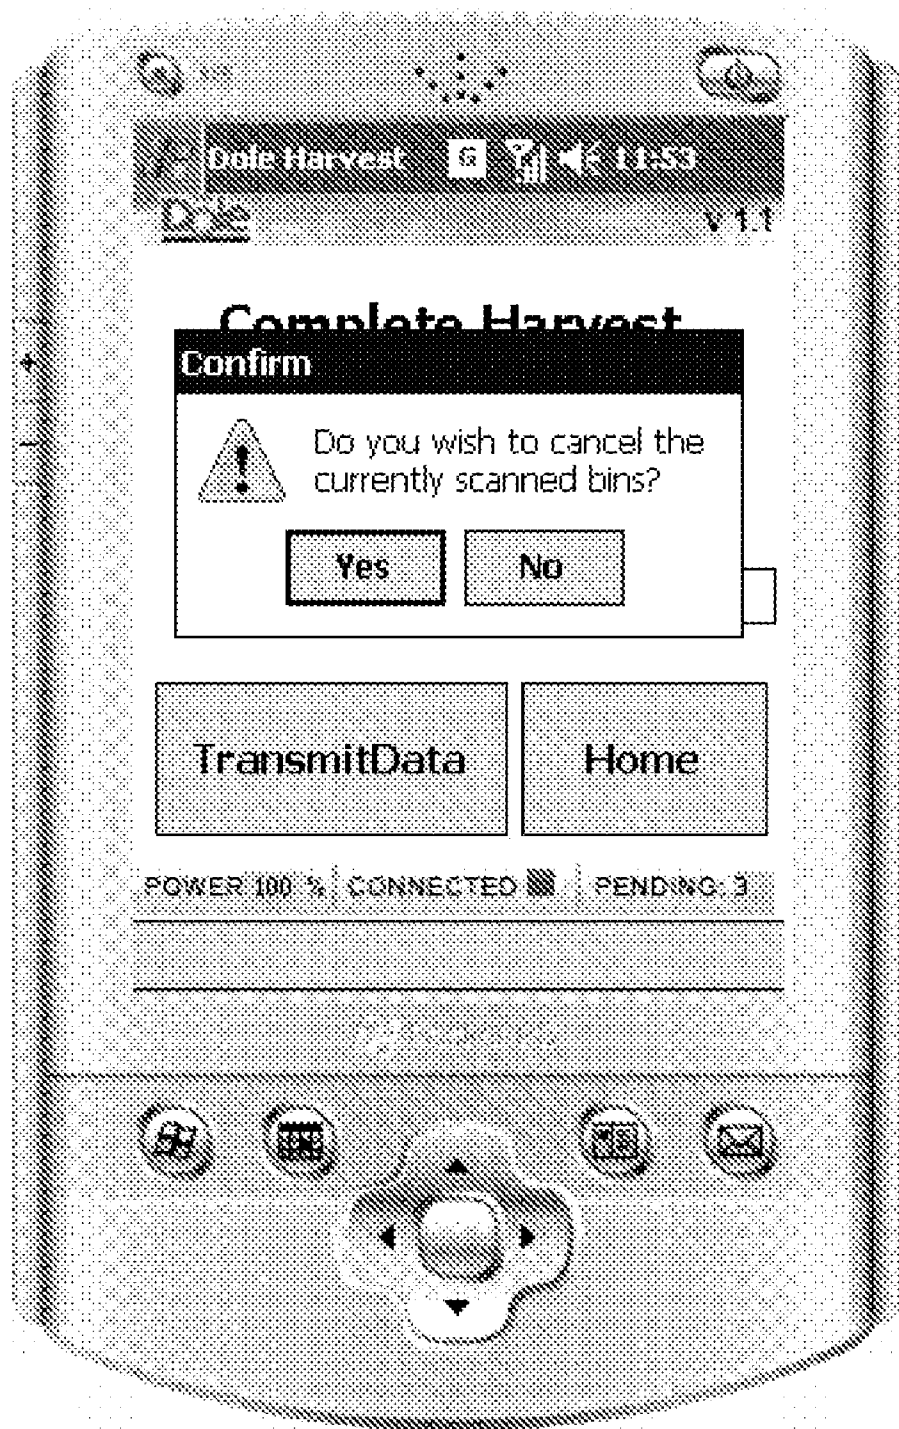 Dole Harvest G 11:53
Dole V 1.1
Complete Harvest
Confirm
Do you wish to cancel the
currently scanned bins?
Yes No
TransmitData Home
POWER 100 % CONNECTED PENDING: 3